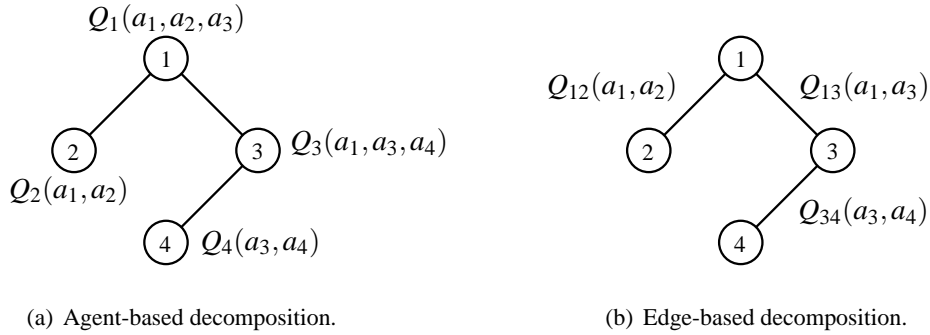 Q₁(a₁,a₂,a₃)
1
1
Q₁₂(a₁,a₂)
Q₁₃(a₁,a₃)
2
3
Q₃(a₁,a₃,a₄)
2
3
Q₂(a₁,a₂)
Q₃₄(a₃,a₄)
4
Q₄(a₃,a₄)
4
(a) Agent-based decomposition.
(b) Edge-based decomposition.